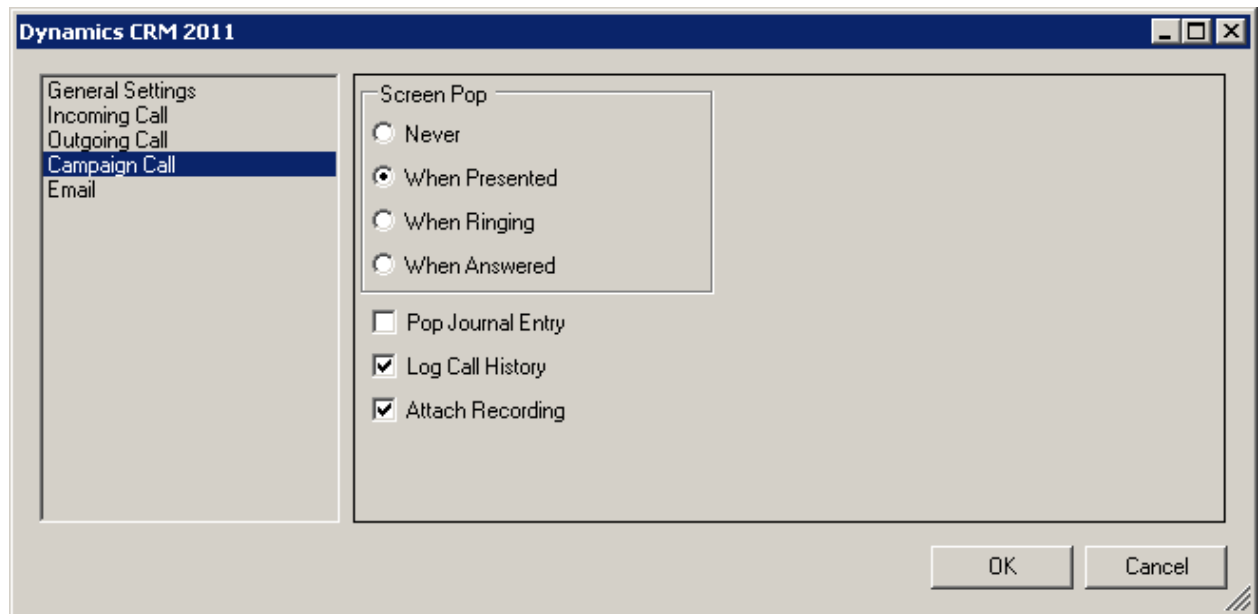 Dynamics CRM 2011
General Settings
Incoming Call
Outgoing Call
Campaign Call
Email
Screen Pop
Never
When Presented
When Ringing
When Answered
Pop Journal Entry
Log Call History
Attach Recording
OK
Cancel